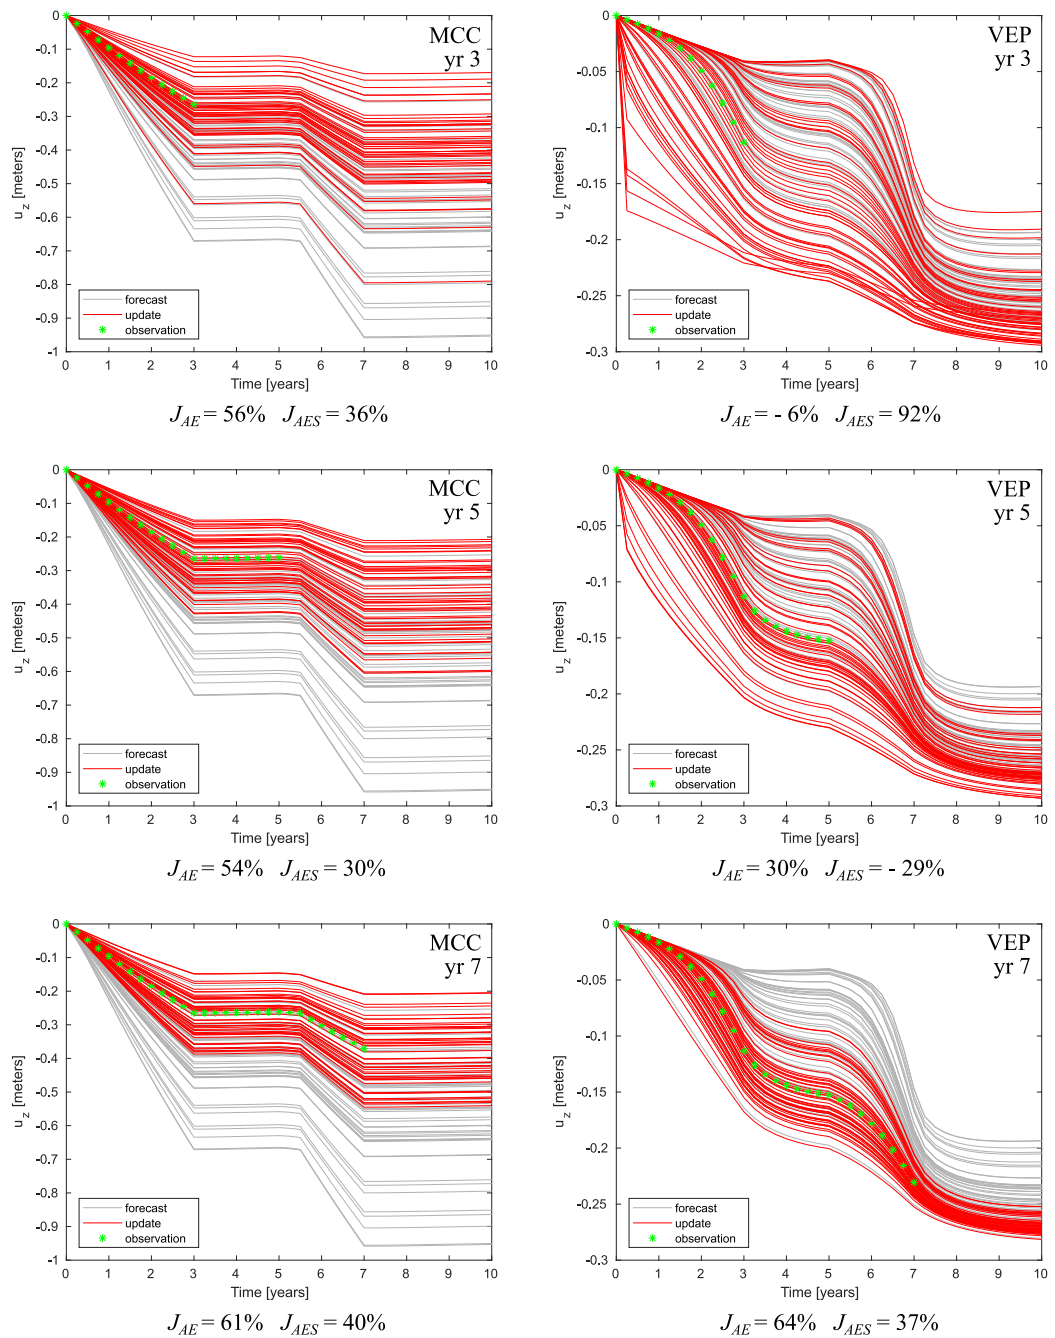 MCC
yr 3
0
-0.1
-0.2
-0.3
-0.4
-0.5
-0.6
-0.7
-0.8
-0.9
-1
u_z [meters]
forecast
update
observation
0 1 2 3 4 5 6 7 8 9 10
Time [years]
J_AE = 56% J_AES = 36%
VEP
yr 3
0
-0.05
-0.1
-0.15
-0.2
-0.25
-0.3
u_z [meters]
forecast
update
observation
0 1 2 3 4 5 6 7 8 9 10
Time [years]
J_AE = - 6% J_AES = 92%
MCC
yr 5
0
-0.1
-0.2
-0.3
-0.4
-0.5
-0.6
-0.7
-0.8
-0.9
-1
u_z [meters]
forecast
update
observation
0 1 2 3 4 5 6 7 8 9 10
Time [years]
J_AE = 54% J_AES = 30%
VEP
yr 5
0
-0.05
-0.1
-0.15
-0.2
-0.25
-0.3
u_z [meters]
forecast
update
observation
0 1 2 3 4 5 6 7 8 9 10
Time [years]
J_AE = 30% J_AES = - 29%
MCC
yr 7
0
-0.1
-0.2
-0.3
-0.4
-0.5
-0.6
-0.7
-0.8
-0.9
-1
u_z [meters]
forecast
update
observation
0 1 2 3 4 5 6 7 8 9 10
Time [years]
J_AE = 61% J_AES = 40%
VEP
yr 7
0
-0.05
-0.1
-0.15
-0.2
-0.25
-0.3
u_z [meters]
forecast
update
observation
0 1 2 3 4 5 6 7 8 9 10
Time [years]
J_AE = 64% J_AES = 37%